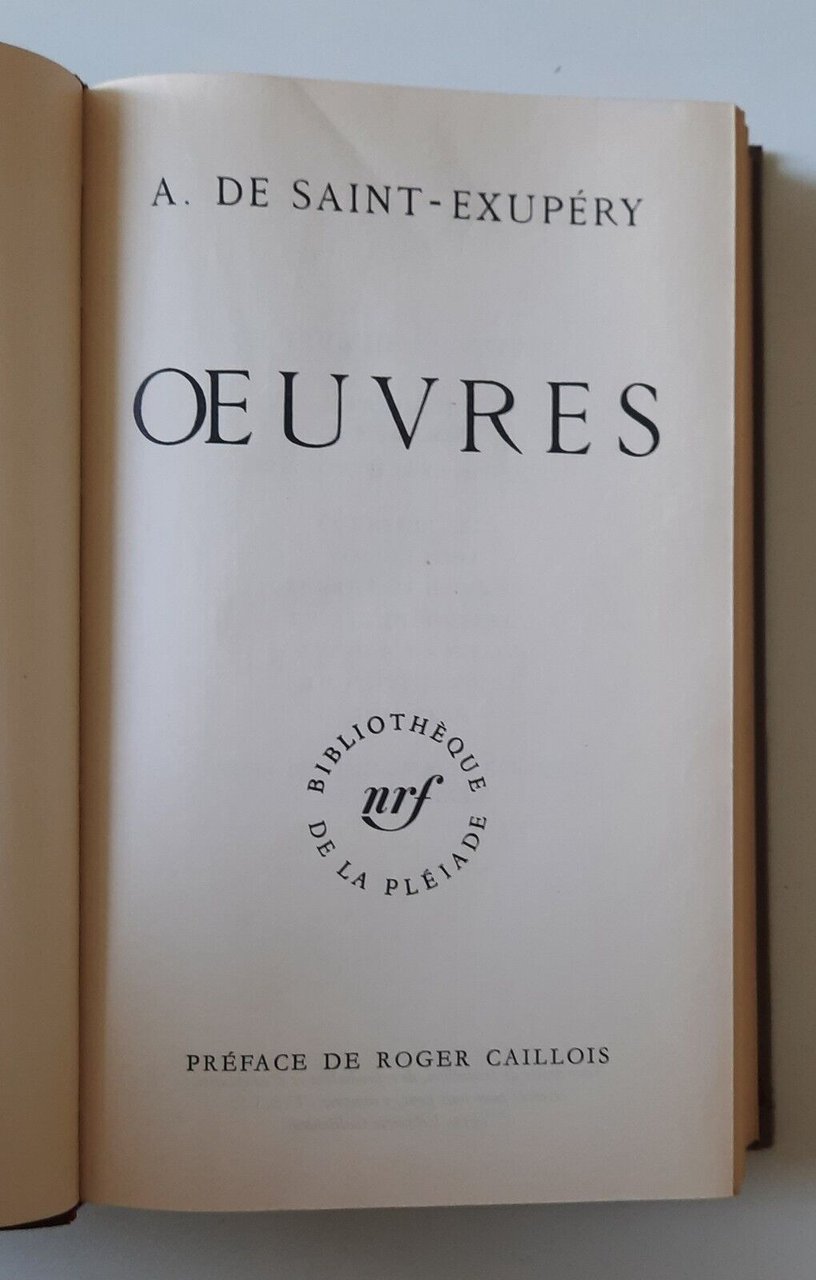 A. DE SAINT-EXUPÉRY
ŒUVRES
BIBLIOTHÈQUE
nrf
DE LA PLÉIADE
PRÉFACE DE ROGER CAILLOIS